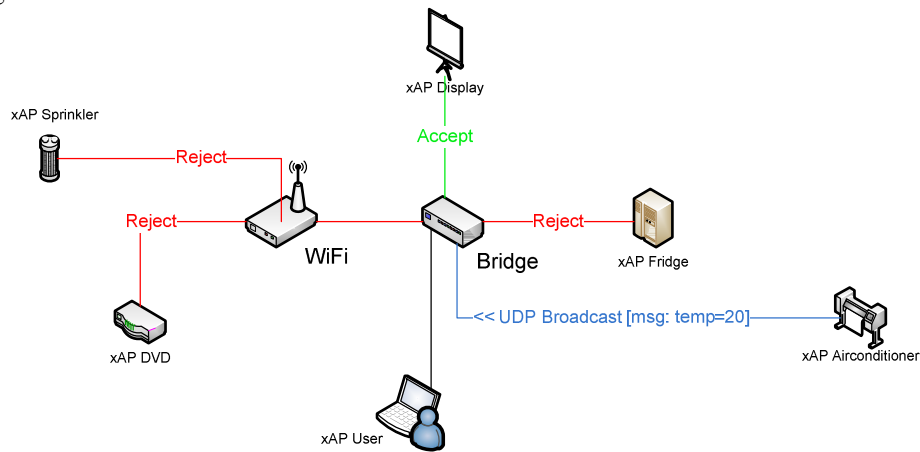 xAP Display
xAP Sprinkler
Accept
Reject
Reject
Reject
WiFi
Bridge
xAP Fridge
<< UDP Broadcast [msg: temp=20]
xAP DVD
xAP Airconditioner
xAP User